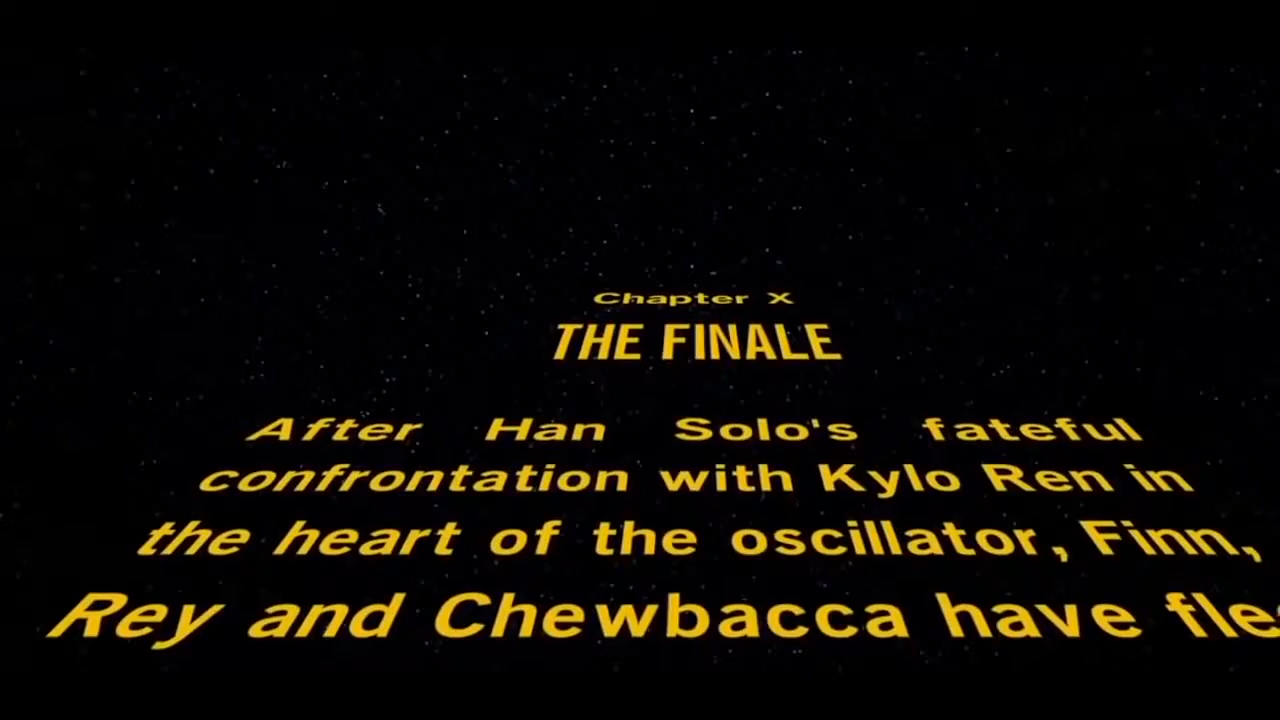 Chapter X
THE FINALE
After Han Solo's fateful
confrontation with Kylo Ren in
the heart of the oscillator, Finn,
Rey and Chewbacca have